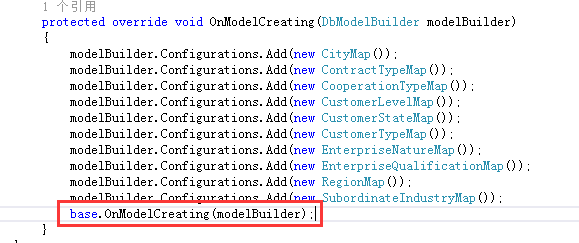 1 个引用
protected override void OnModelCreating(DbModelBuilder modelBuilder)
{
modelBuilder.Configurations.Add(new CityMap());
modelBuilder.Configurations.Add(new ContractTypeMap());
modelBuilder.Configurations.Add(new CooperationTypeMap());
modelBuilder.Configurations.Add(new CustomerLevelMap());
modelBuilder.Configurations.Add(new CustomerStateMap());
modelBuilder.Configurations.Add(new CustomerTypeMap());
modelBuilder.Configurations.Add(new EnterpriseNatureMap());
modelBuilder.Configurations.Add(new EnterpriseQualificationMap());
modelBuilder.Configurations.Add(new RegionMap());
modelBuilder.Configurations.Add(new SubordinateIndustryMap());
base.OnModelCreating(modelBuilder);
}